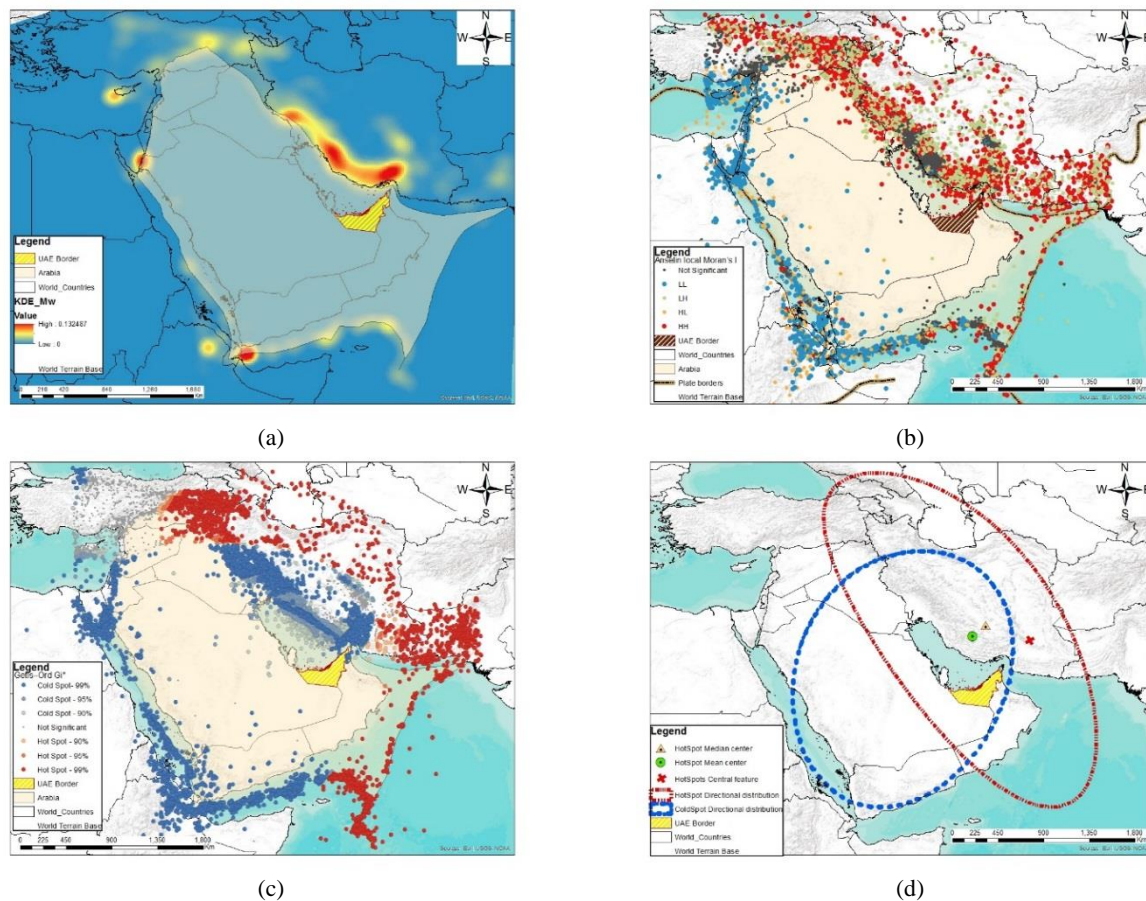 N
W E
S
Legend
UAE Border
Arabia
World_Countries
KDE_Mw
Value
High : 0.132487
Low : 0
World Terrain Base
1,800
Km
(a)
N
W E
S
Legend
Anselin local Moran's I
Not Significant
LL
LH
HL
HH
UAE Border
World_Countries
Arabia
Plate borders
World Terrain Base
0 225 450 900 1,350 1,800
Km
(b)
N
W E
S
Legend
Getis-Ord Gi*
Cold Spot- 99%
Cold Spot - 95%
Cold Spot - 90%
Not Significant
Hot Spot - 90%
Hot Spot - 95%
Hot Spot - 99%
UAE Border
Arabia
World_Countries
World Terrain Base
0 225 450 900 1,350 1,800
Km
(c)
N
W E
S
Legend
HotSpot Median center
HotSpot Mean center
HotSpots Central feature
HotSpot Directional distribution
ColdSpot Directional distribution
UAE Border
World_Countries
World Terrain Base
0 225 450 900 1,350 1,800
Km
(d)